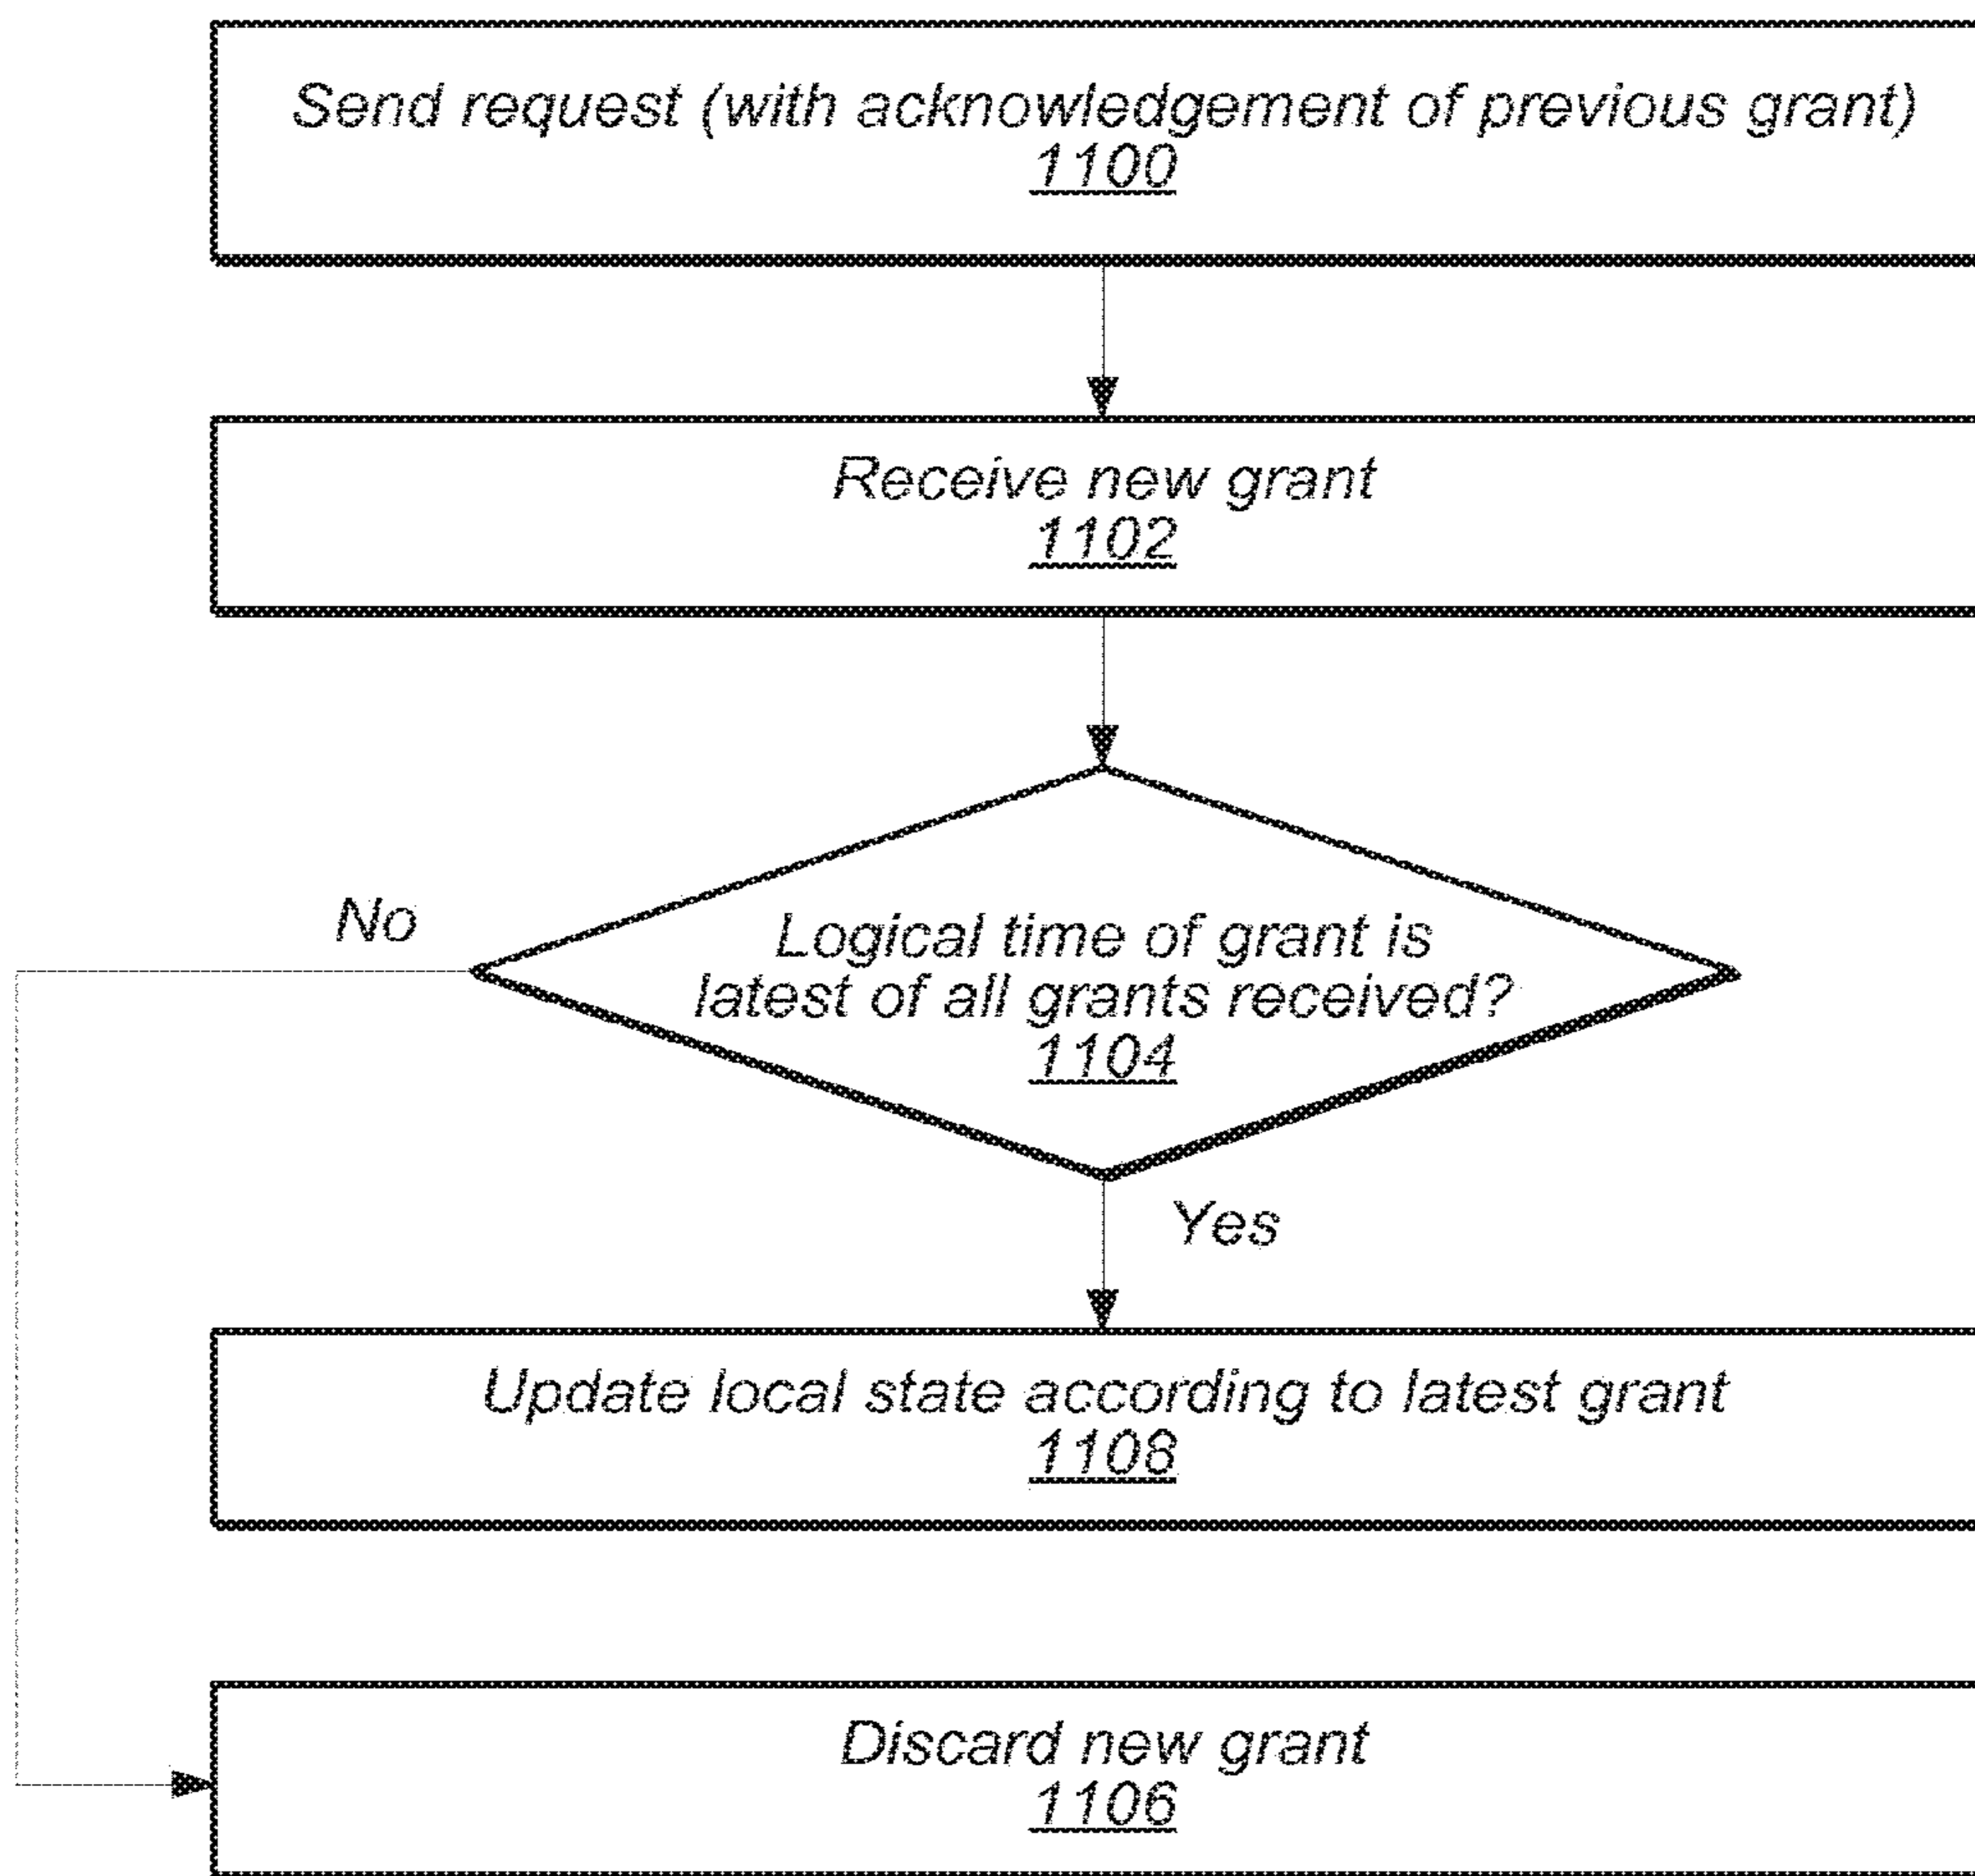 Send request (with acknowledgement of previous grant)
1100
Receive new grant
1102
No
Logical time of grant is
latest of all grants received?
1104
Yes
Update local state according to latest grant
1108
Discard new grant
1106